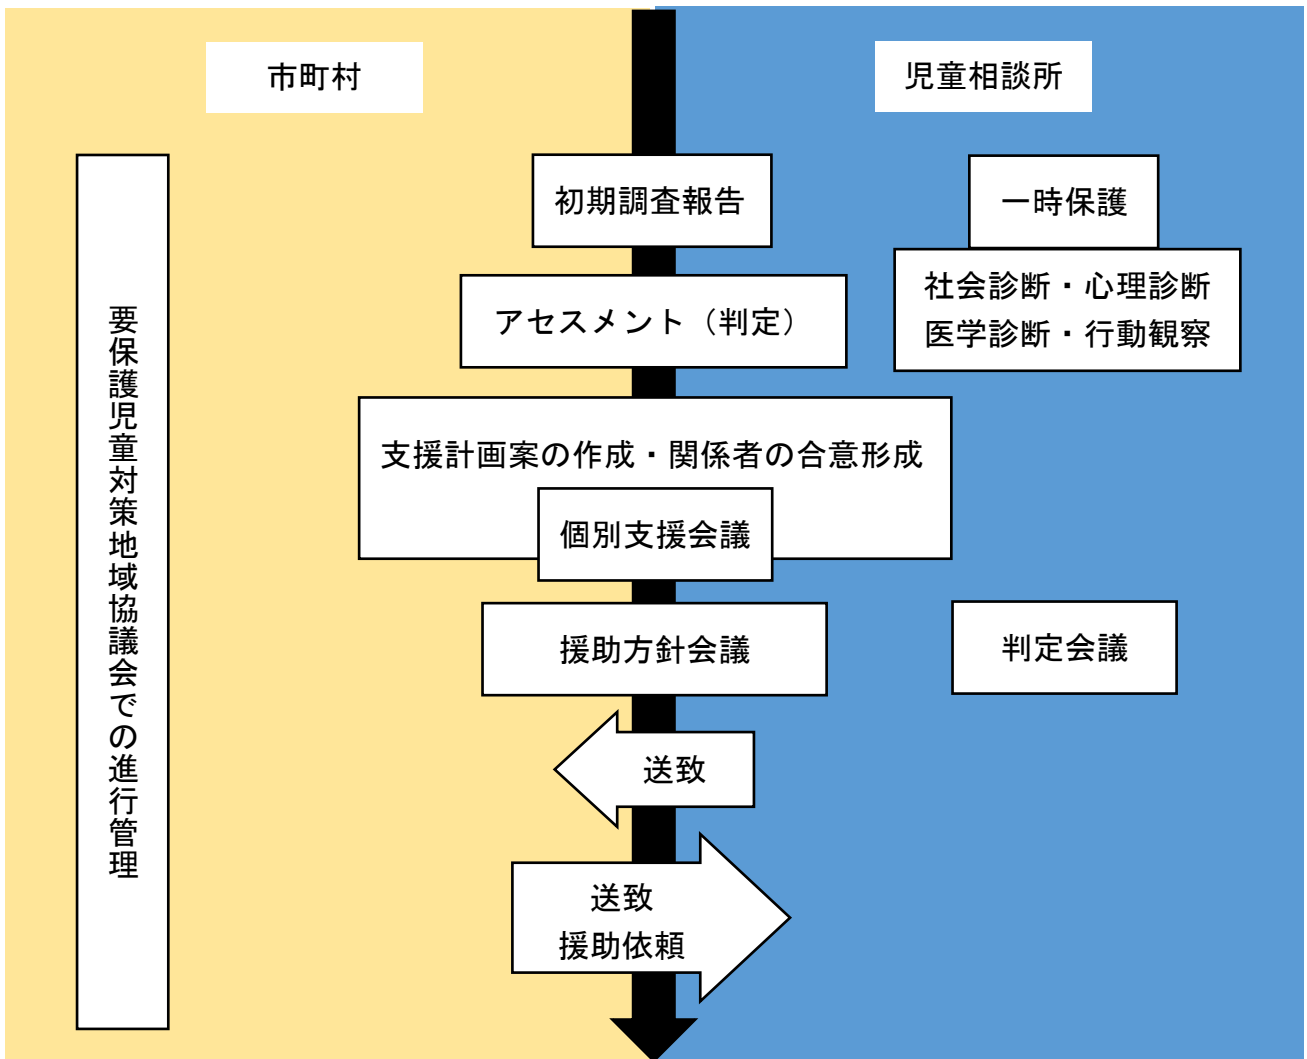 市町村
児童相談所
要保護児童対策地域協議会での進行管理
初期調査報告
一時保護
社会診断・心理診断
医学診断・行動観察
アセスメント（判定）
支援計画案の作成・関係者の合意形成
個別支援会議
援助方針会議
判定会議
送致
送致
援助依頼